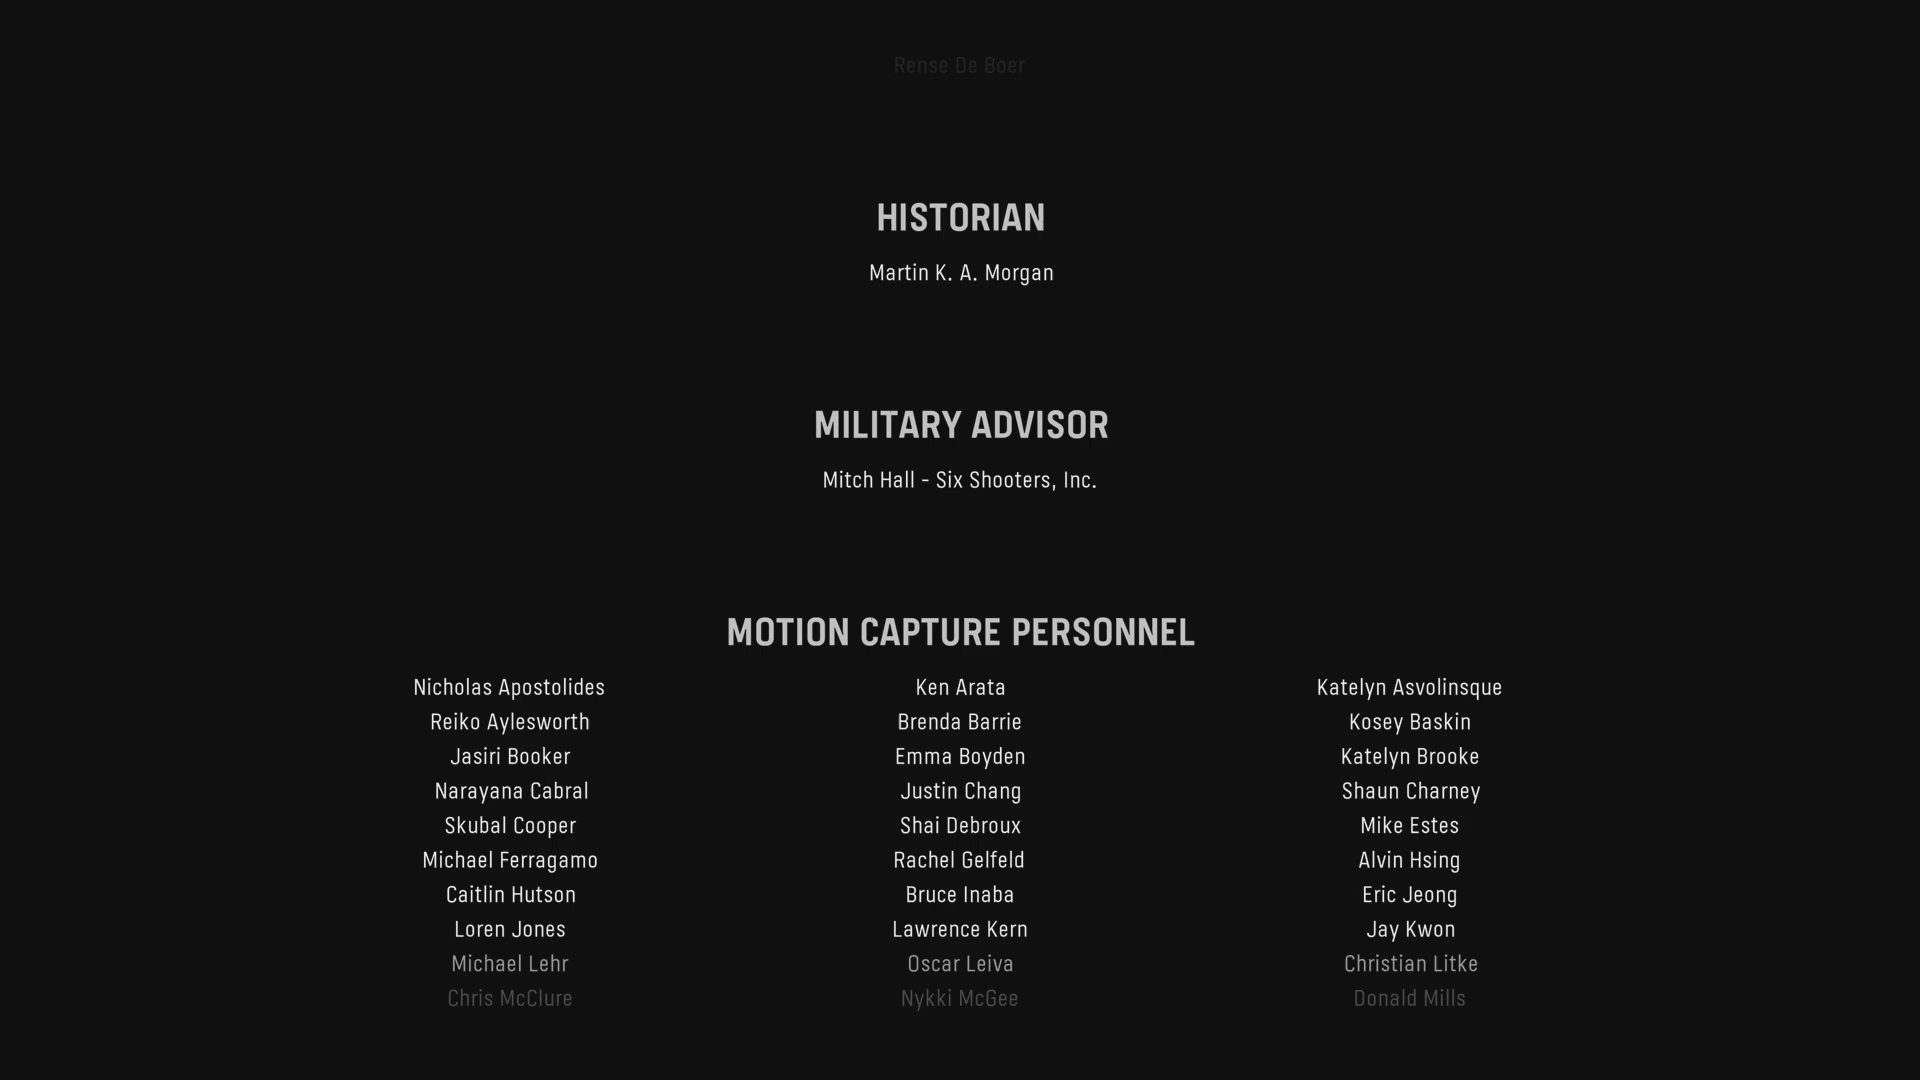 Rense De Boer
HISTORIAN
Martin K. A. Morgan
MILITARY ADVISOR
Mitch Hall - Six Shooters, Inc.
MOTION CAPTURE PERSONNEL
Nicholas Apostolides Ken Arata Katelyn Asvolinsque
Reiko Aylesworth Brenda Barrie Kosey Baskin
Jasiri Booker Emma Boyden Katelyn Brooke
Narayana Cabral Justin Chang Shaun Charney
Skubal Cooper Shai Debroux Mike Estes
Michael Ferragamo Rachel Gelfeld Alvin Hsing
Caitlin Hutson Bruce Inaba Eric Jeong
Loren Jones Lawrence Kern Jay Kwon
Michael Lehr Oscar Leiva Christian Litke
Chris McClure Nykki McGee Donald Mills